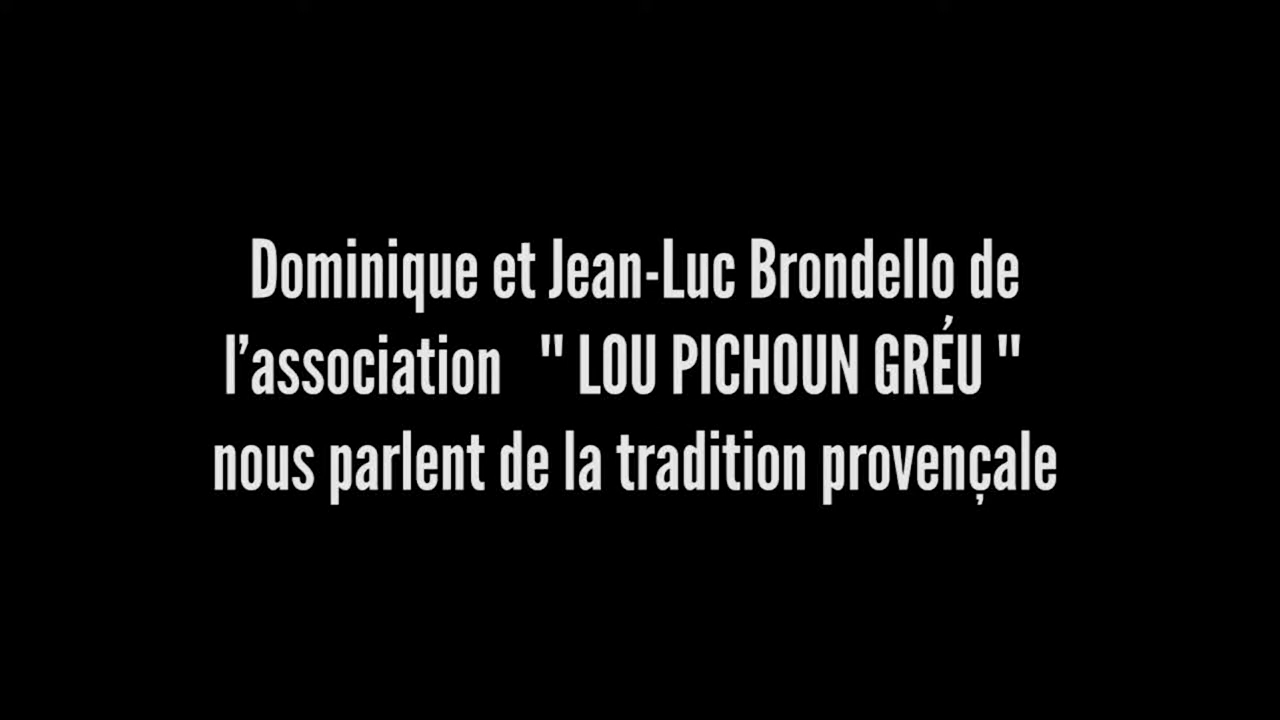 Dominique et Jean-Luc Brondello de
l’association " LOU PICHOUN GRÉU "
nous parlent de la tradition provençale